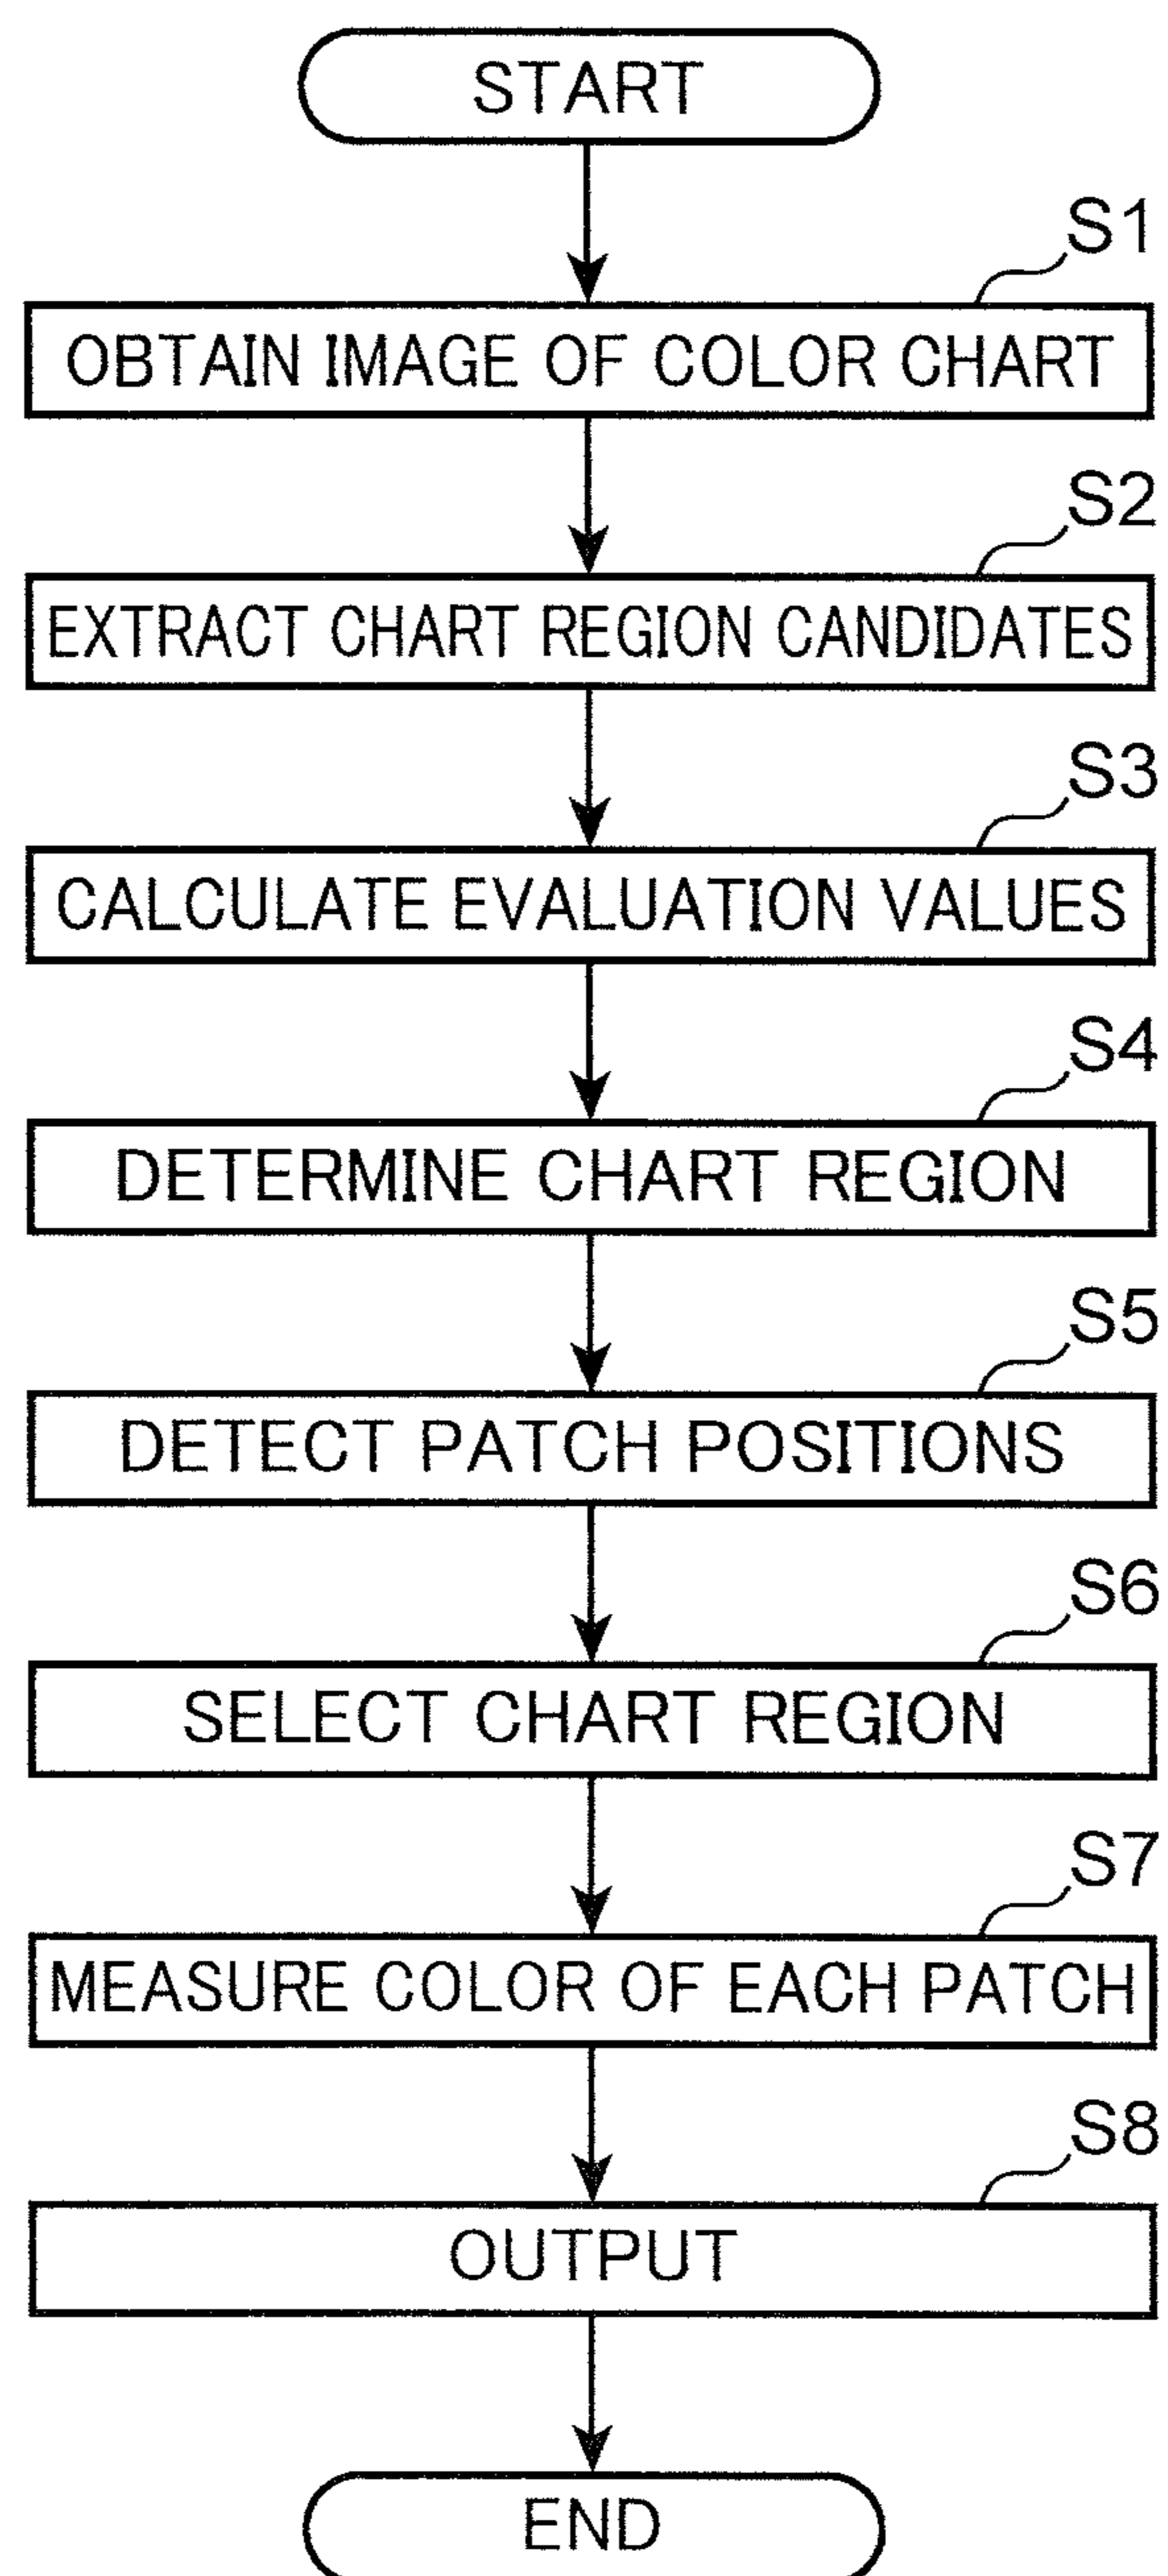 START
S1
OBTAIN IMAGE OF COLOR CHART
S2
EXTRACT CHART REGION CANDIDATES
S3
CALCULATE EVALUATION VALUES
S4
DETERMINE CHART REGION
S5
DETECT PATCH POSITIONS
S6
SELECT CHART REGION
S7
MEASURE COLOR OF EACH PATCH
S8
OUTPUT
END